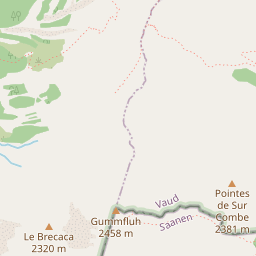 Pointes
de Sur
Combe
2381 m
Vaud
Saanen
Gummfluh
2458 m
Le Brecaca
2320 m